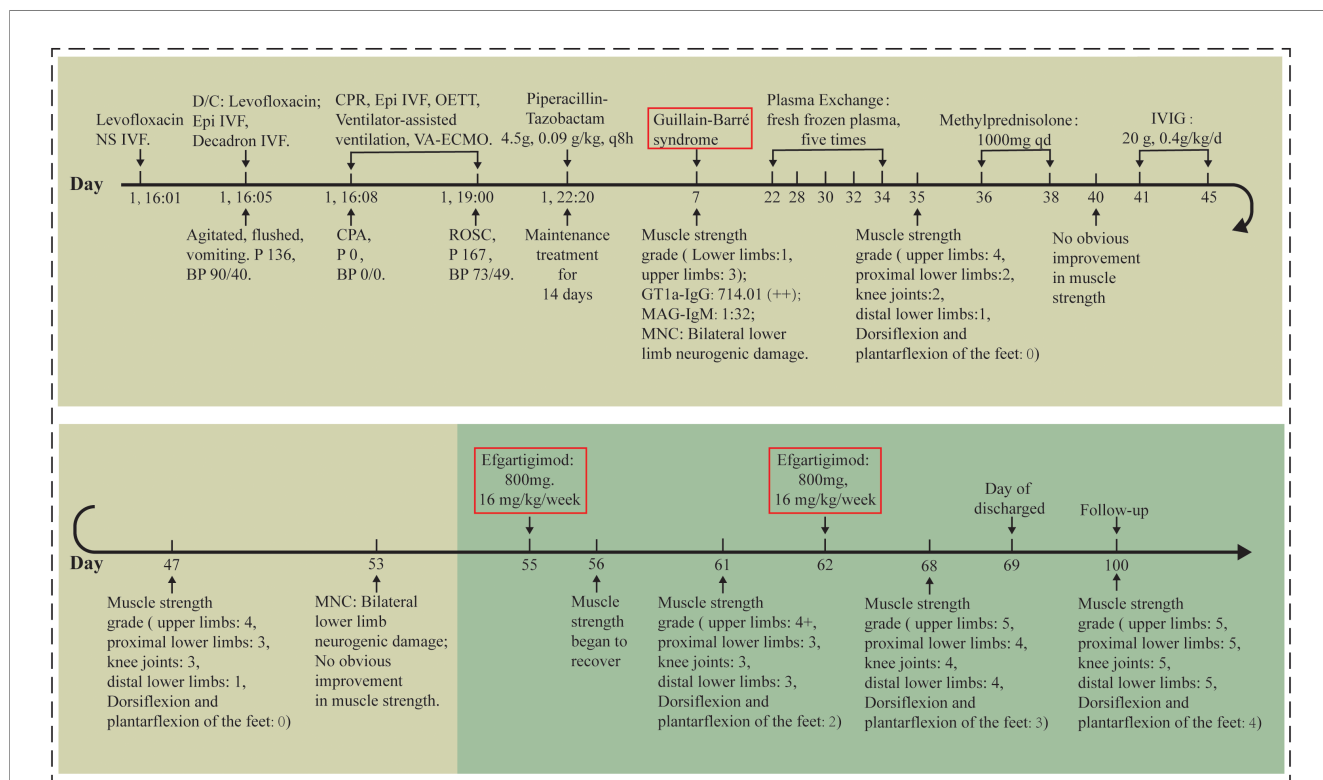 Levofloxacin
NS IVF.
D/C: Levofloxacin;
Epi IVF,
Decadron IVF.
CPR, Epi IVF, OETT,
Ventilator-assisted
ventilation, VA-ECMO.
Piperacillin-
Tazobactam
4.5g, 0.09 g/kg, q8h
Guillain-Barré
syndrome
Plasma Exchange:
fresh frozen plasma,
five times
Methylprednisolone:
1000mg qd
IVIG:
20 g, 0.4g/kg/d
Day
1, 16:01
1, 16:05
1, 16:08
1, 19:00
1, 22:20
7
22
28
30
32
34
35
36
38
40
41
45
Agitated, flushed,
vomiting. P 136,
BP 90/40.
CPA,
P 0,
BP 0/0.
ROSC,
P 167,
BP 73/49.
Maintenance
treatment
for
14 days
Muscle strength
grade ( Lower limbs:1,
upper limbs: 3);
GT1a-IgG: 714.01 (++);
MAG-IgM: 1:32;
MNC: Bilateral lower
limb neurogenic damage.
Muscle strength
grade ( upper limbs: 4,
proximal lower limbs:2,
knee joints:2,
distal lower limbs:1,
Dorsiflexion and
plantarflexion of the feet: 0)
No obvious
improvement
in muscle
strength
Efgartigimod:
800mg.
16 mg/kg/week
Efgartigimod:
800mg,
16 mg/kg/week
Day of
discharged
Follow-up
Day
47
53
55
56
61
62
68
69
100
Muscle strength
grade ( upper limbs: 4,
proximal lower limbs: 3,
knee joints: 3,
distal lower limbs: 1,
Dorsiflexion and
plantarflexion of the feet: 0)
MNC: Bilateral
lower limb
neurogenic damage;
No obvious
improvement
in muscle strength.
Muscle
strength
began to
recover
Muscle strength
grade ( upper limbs: 4+,
proximal lower limbs: 3,
knee joints: 3,
distal lower limbs: 3,
Dorsiflexion and
plantarflexion of the feet: 2)
Muscle strength
grade ( upper limbs: 5,
proximal lower limbs: 4,
knee joints: 4,
distal lower limbs: 4,
Dorsiflexion and
plantarflexion of the feet: 3)
Muscle strength
grade ( upper limbs: 5,
proximal lower limbs: 5,
knee joints: 5,
distal lower limbs: 5,
Dorsiflexion and
plantarflexion of the feet: 4)